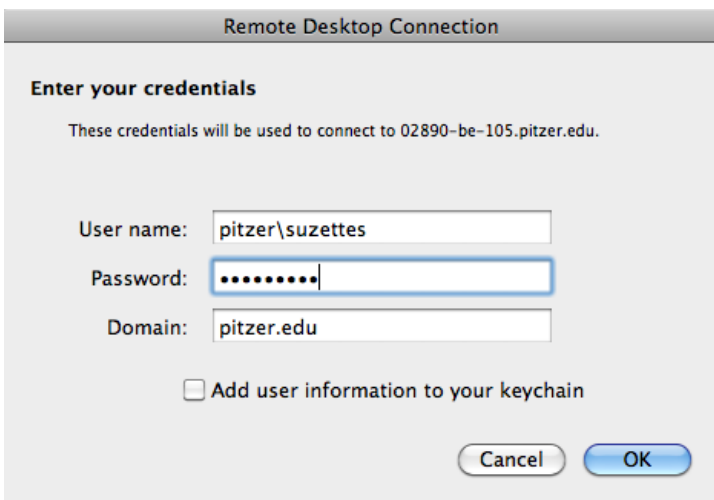 Remote Desktop Connection
Enter your credentials
These credentials will be used to connect to 02890-be-105.pitzer.edu.
User name: pitzer\suzettes
Password: •••••••••
Domain: pitzer.edu
Add user information to your keychain
Cancel OK